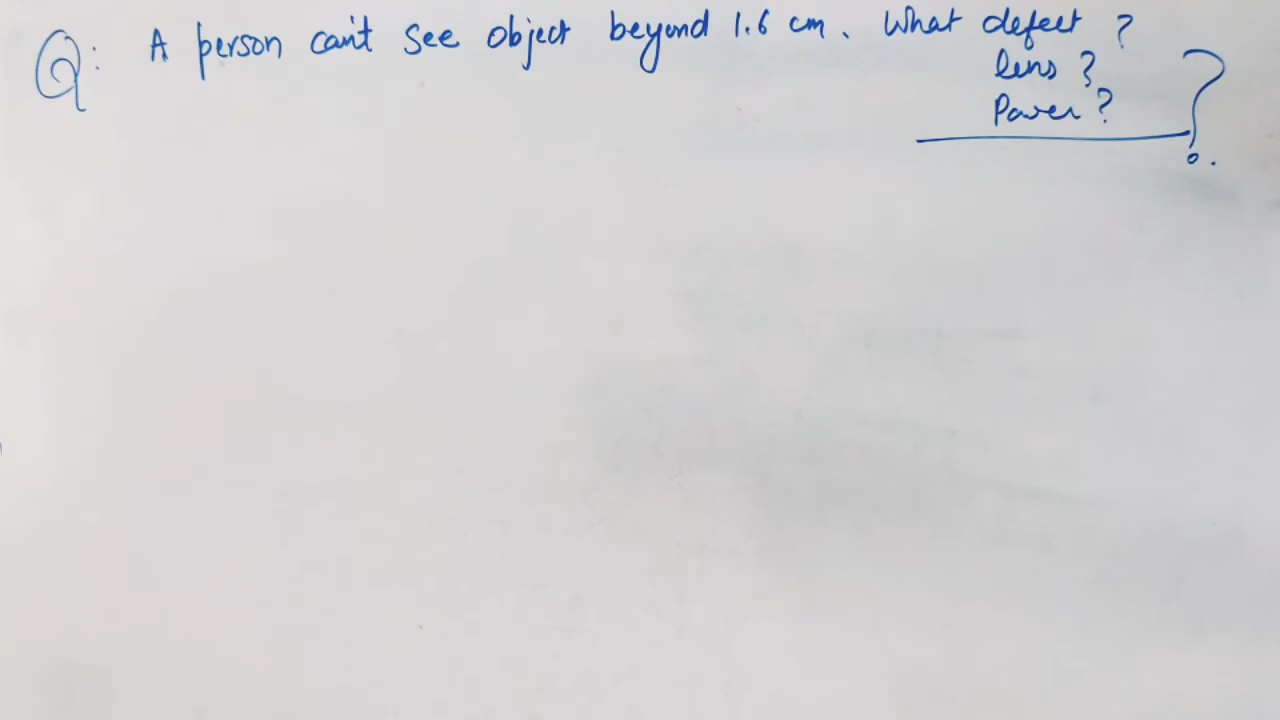 Q: A person can't see object beyond 1.6 cm. What defect ?
lens ?
Power ?
?